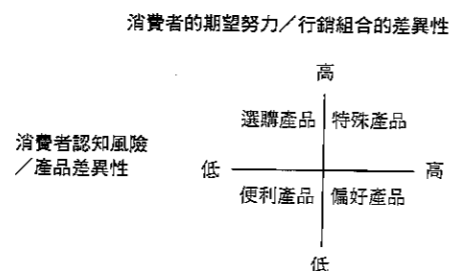 消費者的期望努力／行銷組合的差異性
高
選購產品 特殊產品
消費者認知風險
／產品差異性
低 高
便利產品 偏好產品
低